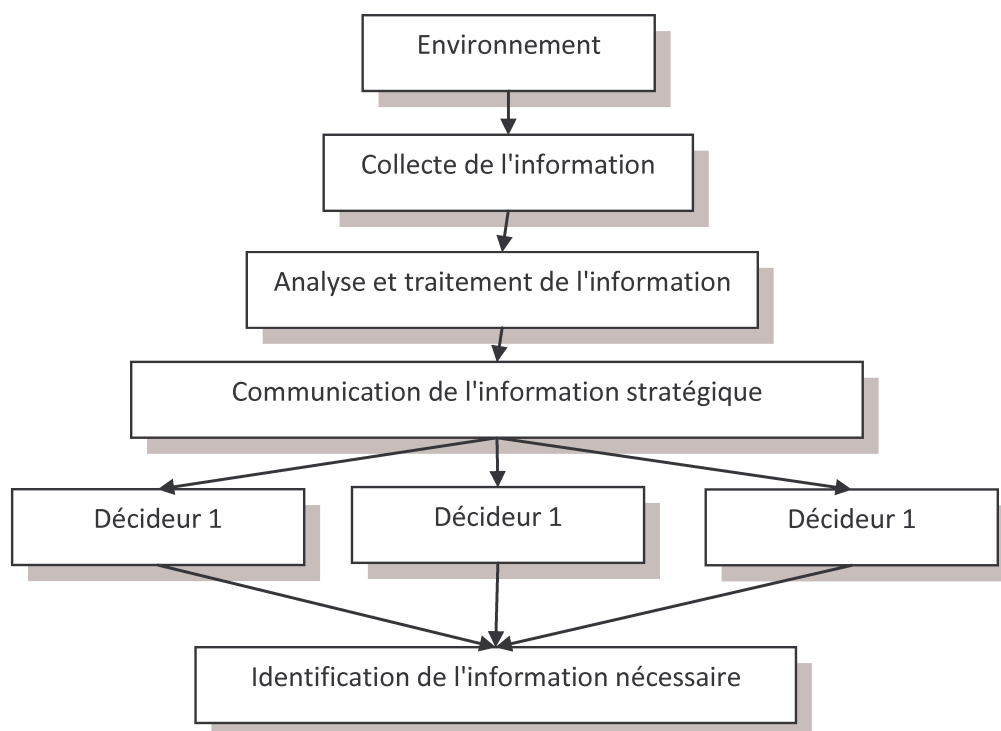 Environnement
Collecte de l'information
Analyse et traitement de l'information
Communication de l'information stratégique
Décideur 1
Décideur 1
Décideur 1
Identification de l'information nécessaire